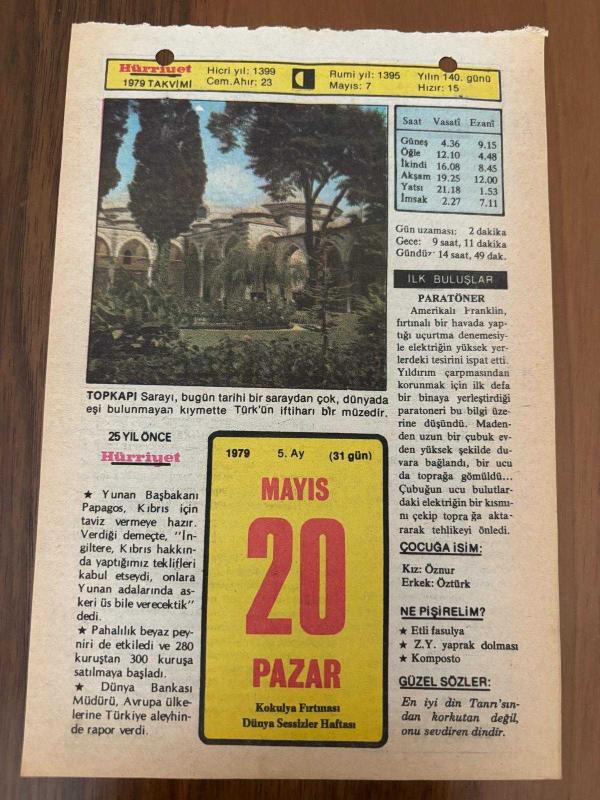 Hürriyet
1979 TAKVİMİ
Hicri yıl: 1399
Cem.Ahır: 23
Rumi yıl: 1395
Mayıs: 7
Yılın 140. günü
Hızır: 15
Saat Vasatî Ezanî
Güneş 4.36 9.15
Öğle 12.10 4.48
İkindi 16.08 8.45
Akşam 19.25 12.00
Yatsı 21.18 1.53
İmsak 2.27 7.11
Gün uzaması: 2 dakika
Gece: 9 saat, 11 dakika
Gündüz 14 saat, 49 dak.
TOPKAPI Sarayı, bugün tarihi bir saraydan çok, dünyada
eşi bulunmayan kıymette Türk'ün iftiharı bir müzedir.
25 YIL ÖNCE
Hürriyet
★ Yunan Başbakanı
Papagos, Kıbrıs için
taviz vermeye hazır.
Verdiği demeçte, "İn-
giltere, Kıbrıs hakkın-
da yaptığımız teklifleri
kabul etseydi, onlara
Yunan adalarında as-
keri üs bile verecektik"
dedi.
★ Pahalılık beyaz pey-
niri de etkiledi ve 280
kuruştan 300 kuruşa
satılmaya başladı.
★ Dünya Bankası
Müdürü, Avrupa ülke-
lerine Türkiye aleyhin-
de rapor verdi.
1979 5. Ay (31 gün)
MAYIS
20
PAZAR
Kokulya Fırtınası
Dünya Sessizler Haftası
İLK BULUŞLAR
PARATÖNER
Amerikalı Franklin,
fırtınalı bir havada yap-
tığı uçurtma denemesiy-
le elektriğin yüksek yer-
lerdeki tesirini ispat etti.
Yıldırım çarpmasından
korunmak için ilk defa
bir binaya yerleştirdiği
paratoneri bu bilgi üze-
rine düşündü. Maden-
den uzun bir çubuk ev-
den yüksek şekilde du-
vara bağlandı, bir ucu
da toprağa gömüldü...
Çubuğun ucu bulutlar-
daki elektriğin bir kısmı-
nı çekip toprağa akta-
rarak tehlikeyi önledi.
ÇOCUĞA İSİM:
Kız: Öznur
Erkek: Öztürk
NE PİŞİRELİM?
★ Etli fasulya
★ Z.Y. yaprak dolması
★ Komposto
GÜZEL SÖZLER:
En iyi din Tanrı'sın-
dan korkutan değil,
onu sevdiren dindir.